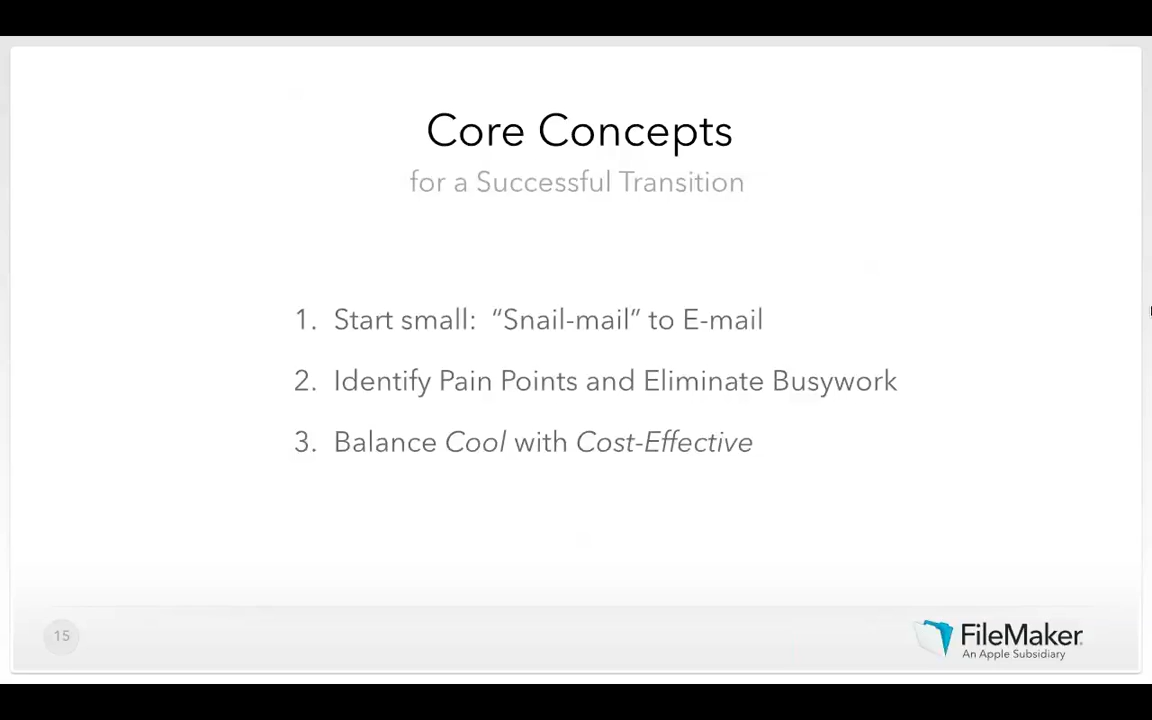 Core Concepts
for a Successful Transition
1. Start small: “Snail-mail” to E-mail
2. Identify Pain Points and Eliminate Busywork
3. Balance Cool with Cost-Effective
15
FileMaker
An Apple Subsidiary